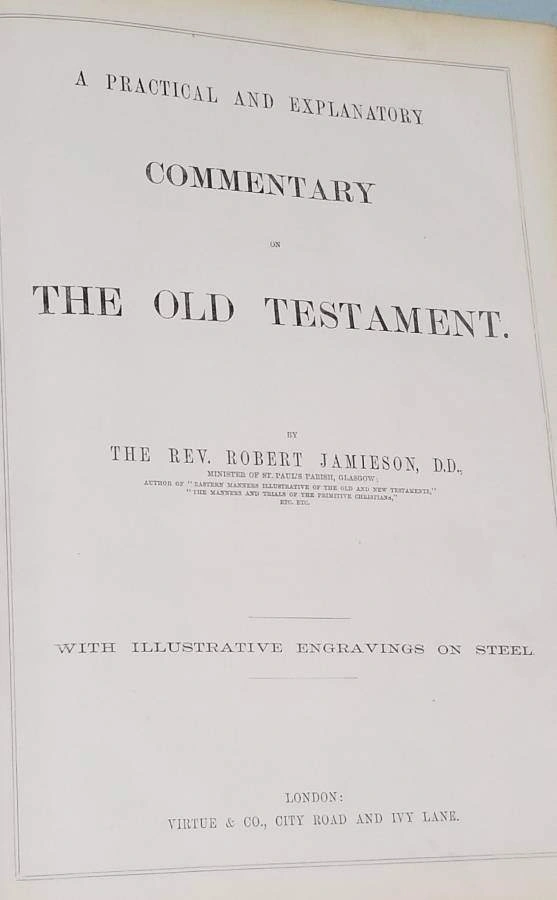 A PRACTICAL AND EXPLANATORY
COMMENTARY
ON
THE OLD TESTAMENT.
BY
THE REV. ROBERT JAMIESON, D.D.,
MINISTER OF ST. PAUL'S PARISH, GLASGOW;
AUTHOR OF "EASTERN MANNERS ILLUSTRATIVE OF THE OLD AND NEW TESTAMENTS,"
"THE MANNERS AND TRIALS OF THE PRIMITIVE CHRISTIANS,"
ETC. ETC.
WITH ILLUSTRATIVE ENGRAVINGS ON STEEL.
LONDON:
VIRTUE & CO., CITY ROAD AND IVY LANE.